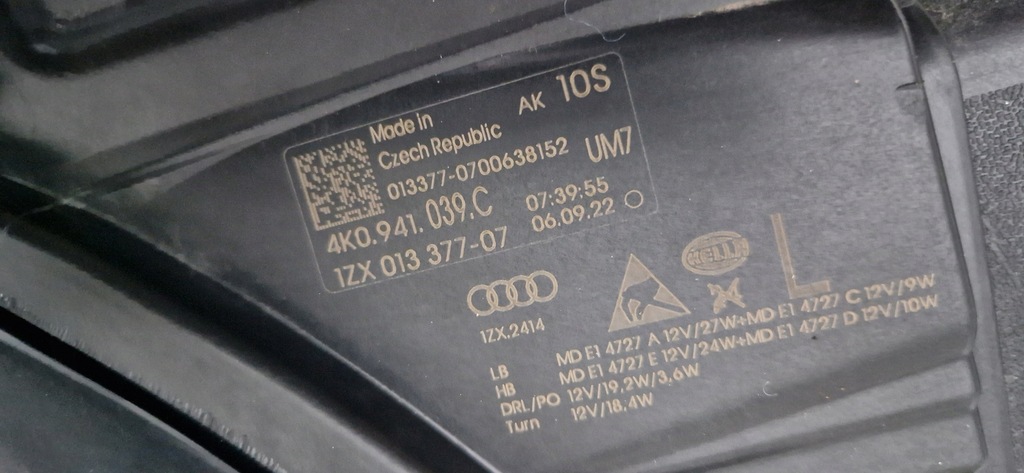 Made in
Czech Republic
AK 10S
013377-0700638152
UM7
4K0.941.039.C
07:39:55
1ZX 013 377-07
06.09.22
1ZX.2414
HELLA
L
LB MD E1 4727 A 12V/27W+MD E1 4727 C 12V/9W
HB MD E1 4727 E 12V/24W+MD E1 4727 D 12V/10W
DRL/PO 12V/19,2W/3,6W
Turn 12V/18,4W